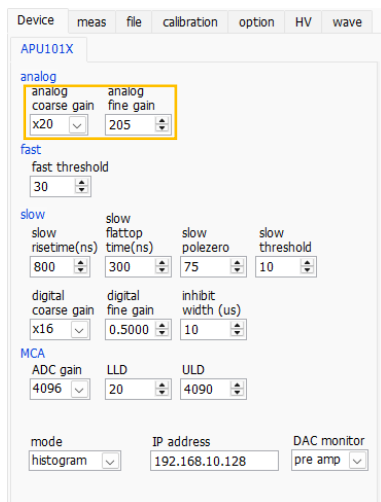 Device meas file calibration option HV wave
APU101X
analog
analog analog
coarse gain fine gain
x20 205
fast
fast threshold
30
slow
slow
slow flattop slow slow
risetime(ns) time(ns) polezero threshold
800 300 75 10
digital digital inhibit
coarse gain fine gain width (us)
x16 0.5000 10
MCA
ADC gain LLD ULD
4096 20 4090
mode IP address DAC monitor
histogram 192.168.10.128 pre amp